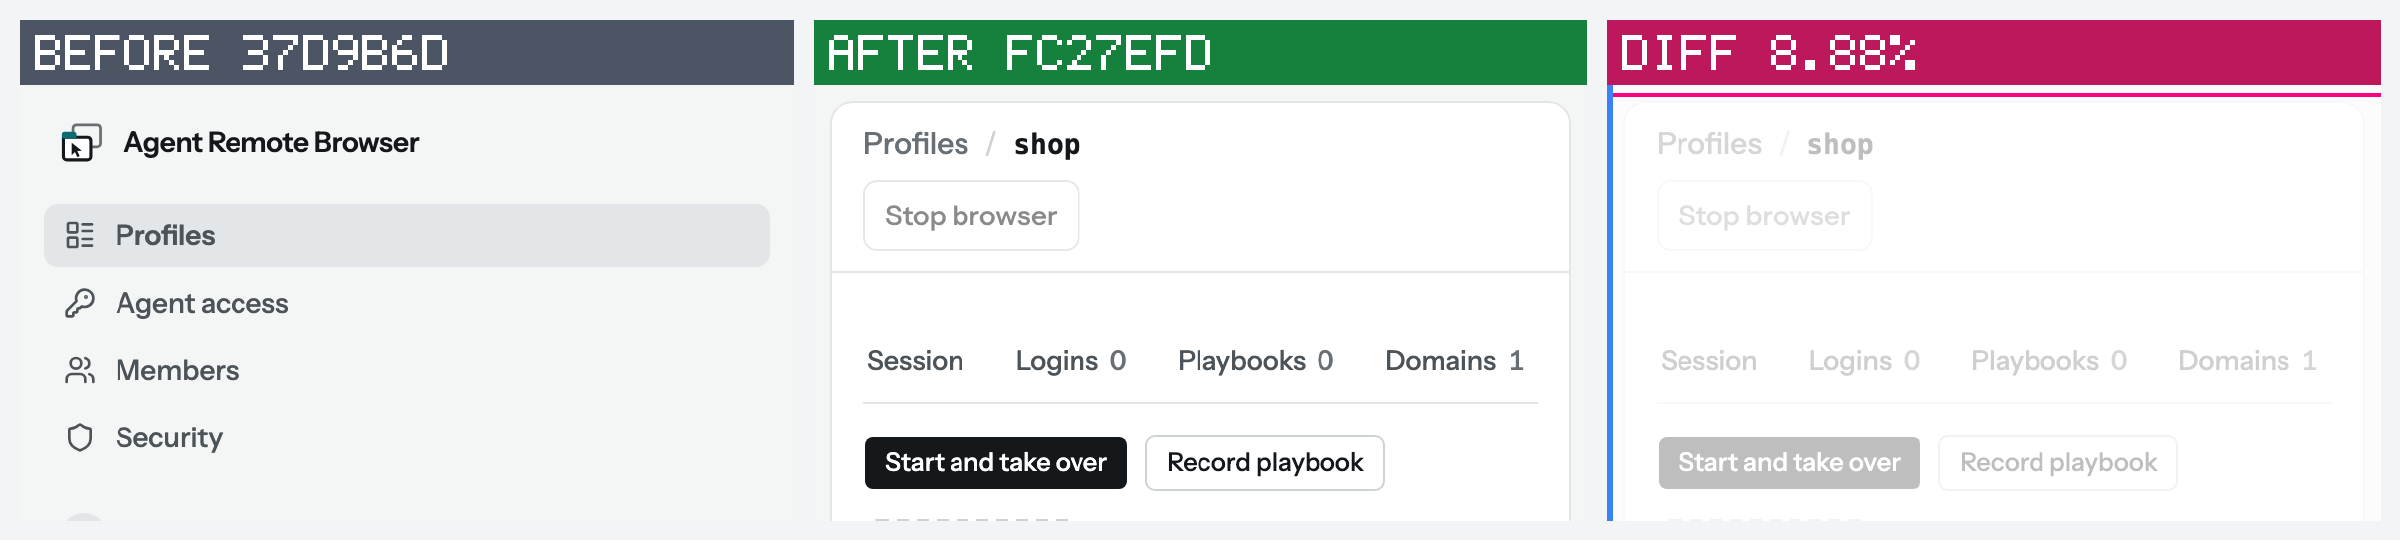 BEFORE 37D9B6D
Agent Remote Browser
Profiles
Agent access
Members
Security
AFTER FC27EFD
Profiles / shop
Stop browser
Session Logins 0 Playbooks 0 Domains 1
Start and take over Record playbook
DIFF 8.88%
Profiles / shop
Stop browser
Session Logins 0 Playbooks 0 Domains 1
Start and take over Record playbook